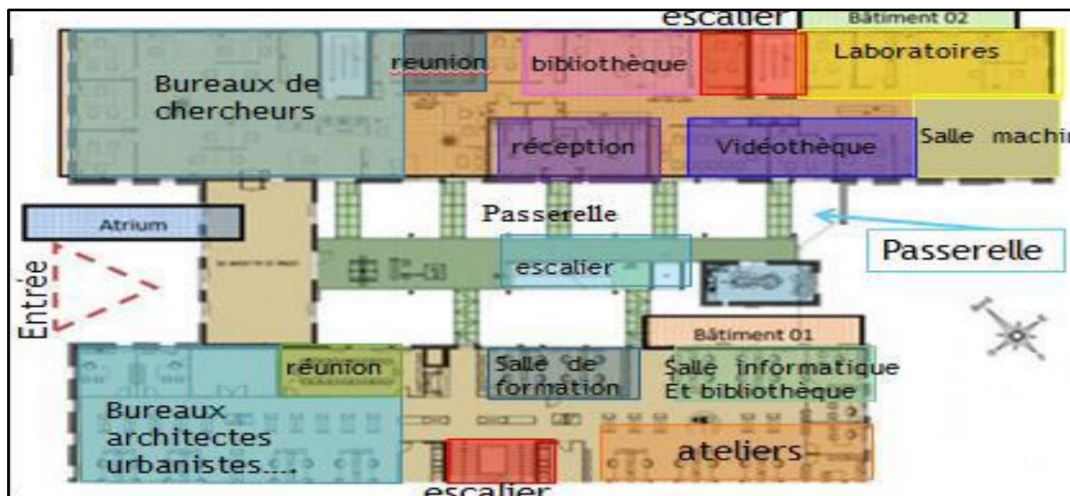 escalier
Bâtiment 02
Bureaux de
chercheurs
reunion
bibliothèque
Laboratoires
réception
Vidéothèque
Salle machin
Atrium
Passerelle
Passerelle
Entrée
escalier
Bâtiment 01
réunion
Salle de
formation
Salle informatique
Et bibliothèque
Bureaux
architectes
urbanistes....
ateliers
escalier